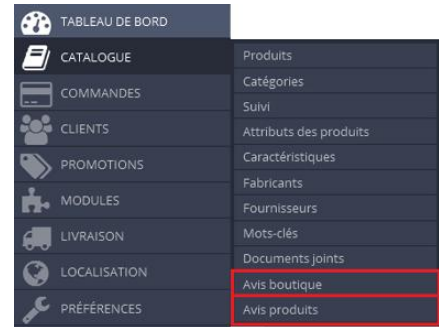 TABLEAU DE BORD
CATALOGUE
COMMANDES
CLIENTS
PROMOTIONS
MODULES
LIVRAISON
LOCALISATION
PRÉFÉRENCES
Produits
Catégories
Suivi
Attributs des produits
Caractéristiques
Fabricants
Fournisseurs
Mots-clés
Documents joints
Avis boutique
Avis produits